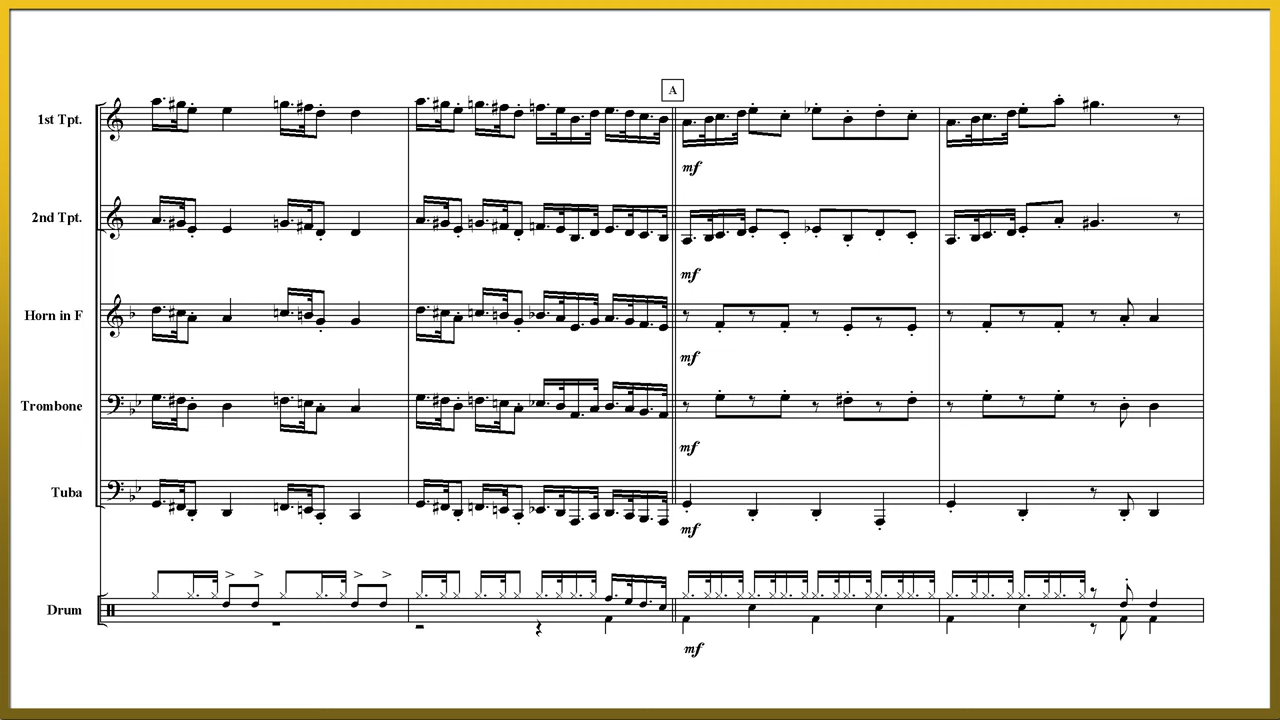 A
1st Tpt.
mf
2nd Tpt.
mf
Horn in F
mf
Trombone
mf
Tuba
mf
Drum
mf